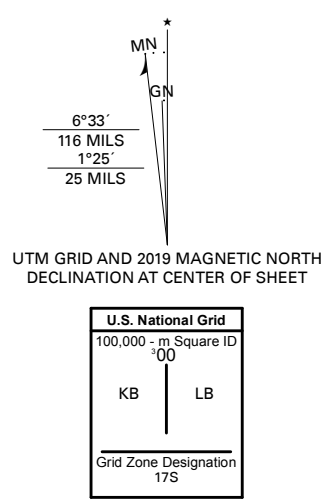 ★
MN
GN
6°33´
116 MILS
1°25´
25 MILS
UTM GRID AND 2019 MAGNETIC NORTH
DECLINATION AT CENTER OF SHEET
U.S. National Grid
100,000 - m Square ID
³00
KB LB
Grid Zone Designation
17S